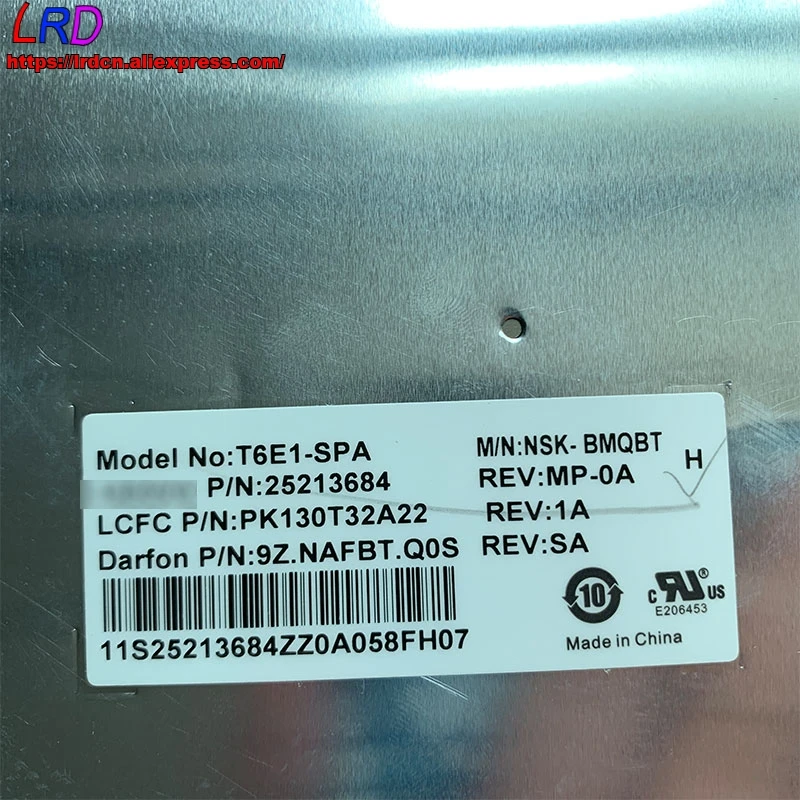 LRD
https://lrdcn.aliexpress.com/
Model No:T6E1-SPA
M/N:NSK- BMQBT
H
P/N:25213684
REV:MP-0A
LCFC P/N:PK130T32A22
REV:1A
Darfon P/N:9Z.NAFBT.Q0S
REV:SA
11S25213684ZZ0A058FH07
10
c RU ® US
E206453
Made in China